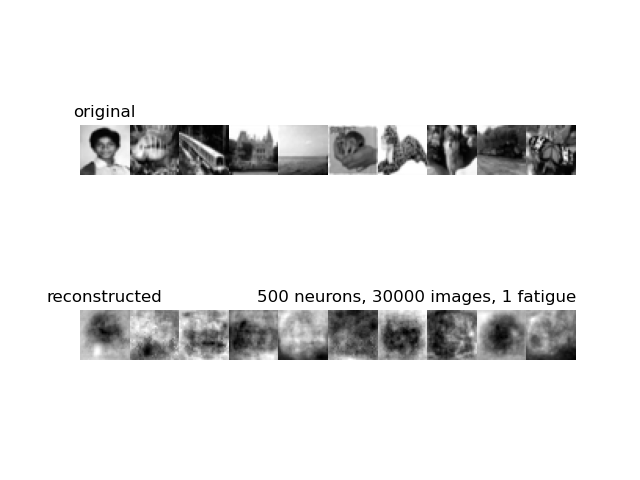 original
reconstructed
500 neurons, 30000 images, 1 fatigue